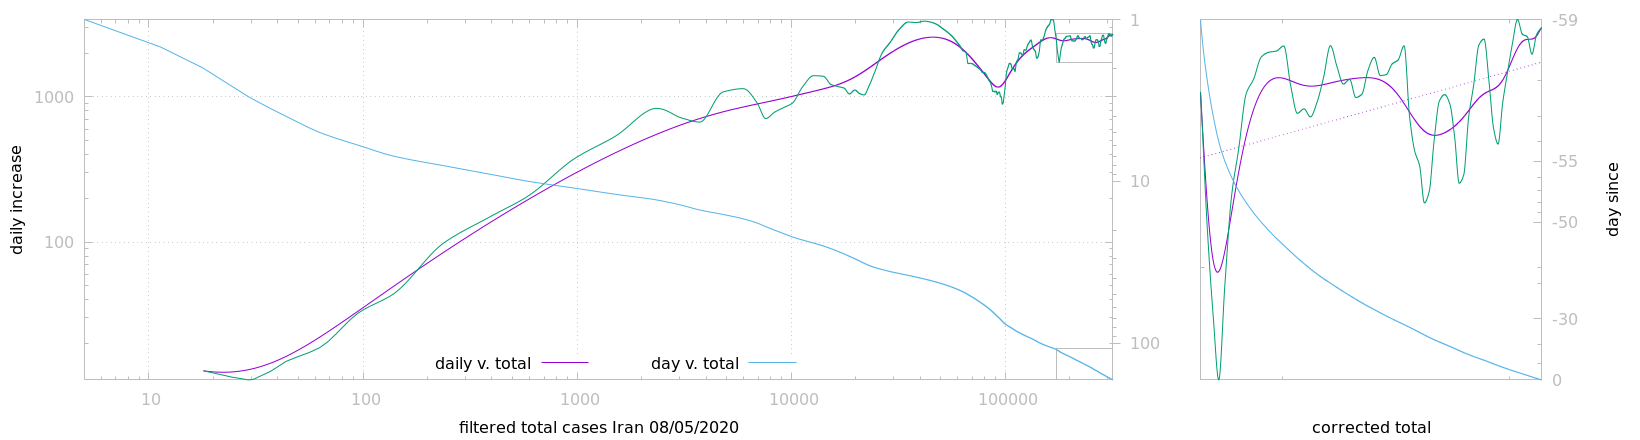 1
-59
1000
-55
10
daily increase
day since
-50
100
-30
100
daily v. total
day v. total
0
10
100
1000
10000
100000
filtered total cases Iran 08/05/2020
corrected total